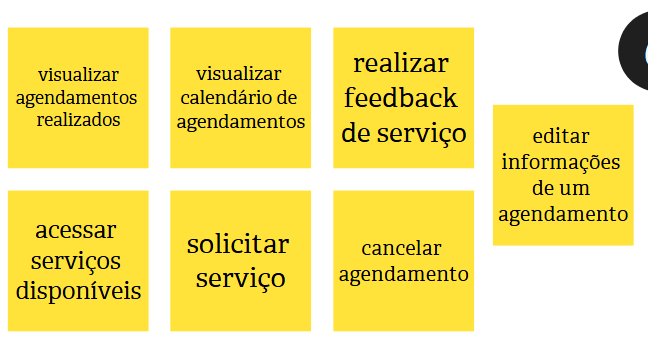 visualizar
agendamentos
realizados
visualizar
calendário de
agendamentos
realizar
feedback
de serviço
editar
informações
de um
agendamento
acessar
serviços
disponíveis
solicitar
serviço
cancelar
agendamento